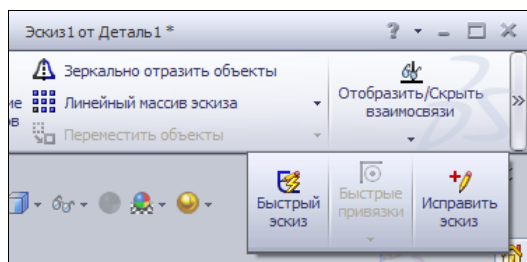 Эскиз1 от Деталь1 *
?
Зеркально отразить объекты
Линейный массив эскиза
Переместить объекты
Отобразить/Скрыть
взаимосвязи
»
Быстрый
эскиз
Быстрые
привязки
Исправить
эскиз